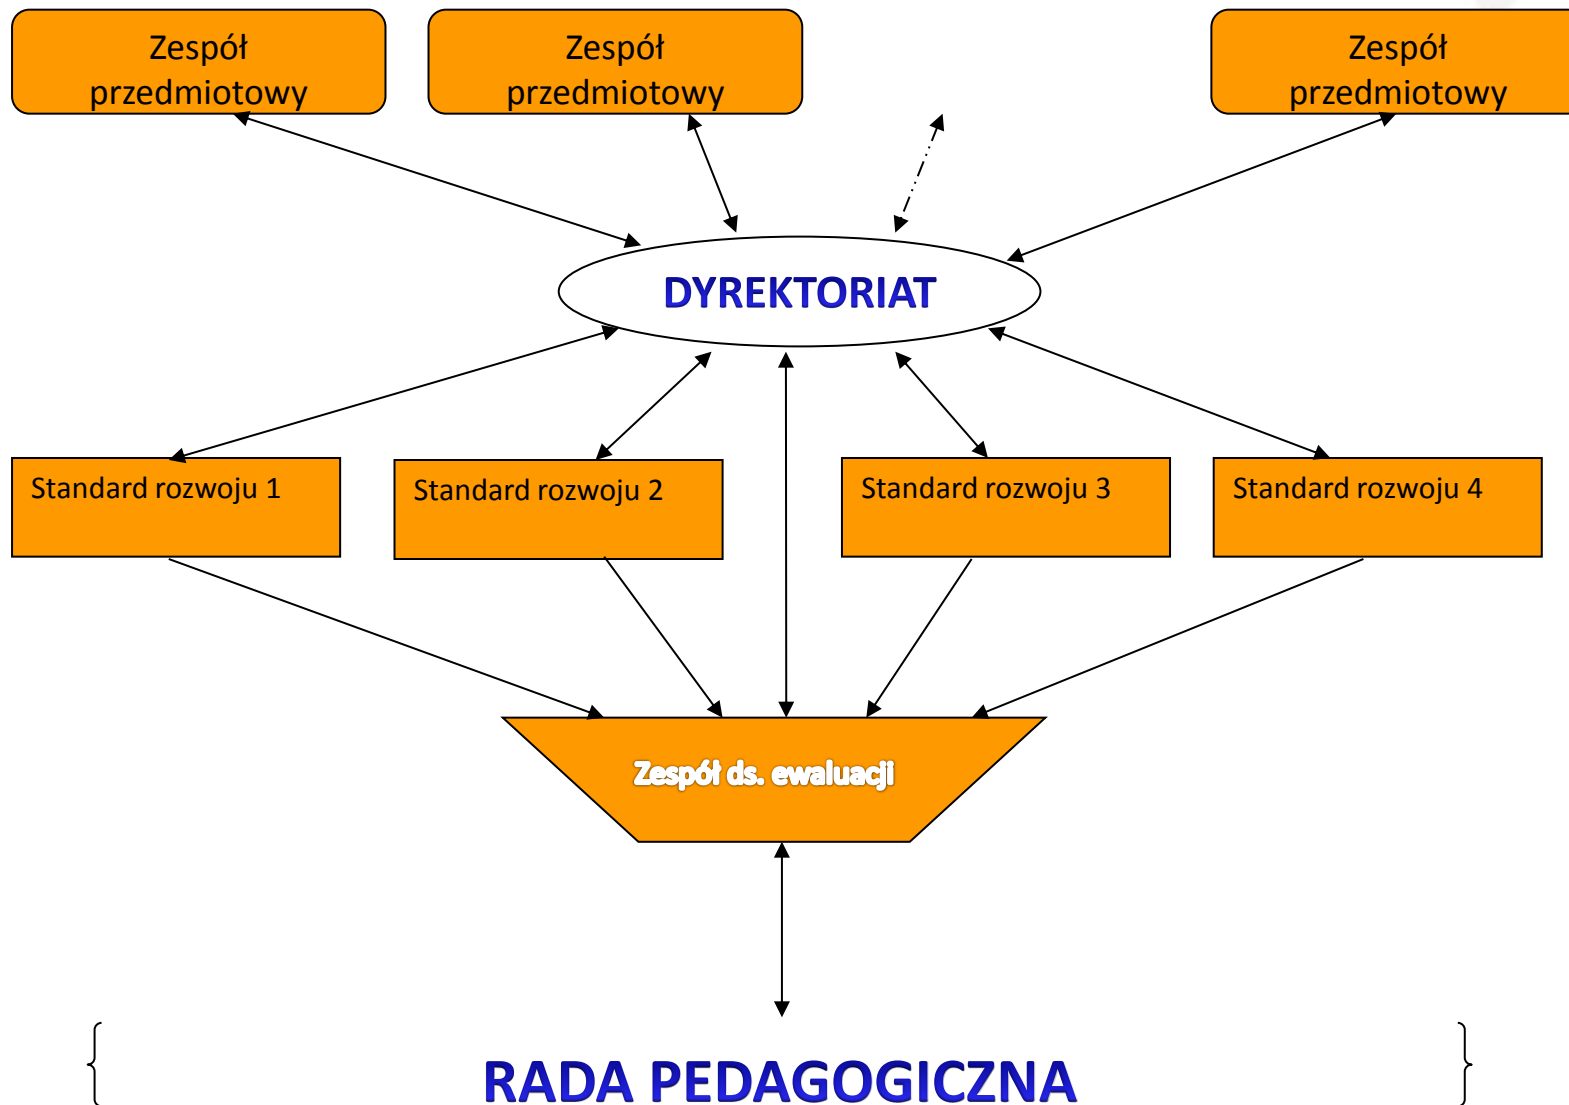 Zespół
przedmiotowy
Zespół
przedmiotowy
Zespół
przedmiotowy
DYREKTORIAT
Standard rozwoju 1
Standard rozwoju 2
Standard rozwoju 3
Standard rozwoju 4
Zespół ds. ewaluacji
RADA PEDAGOGICZNA